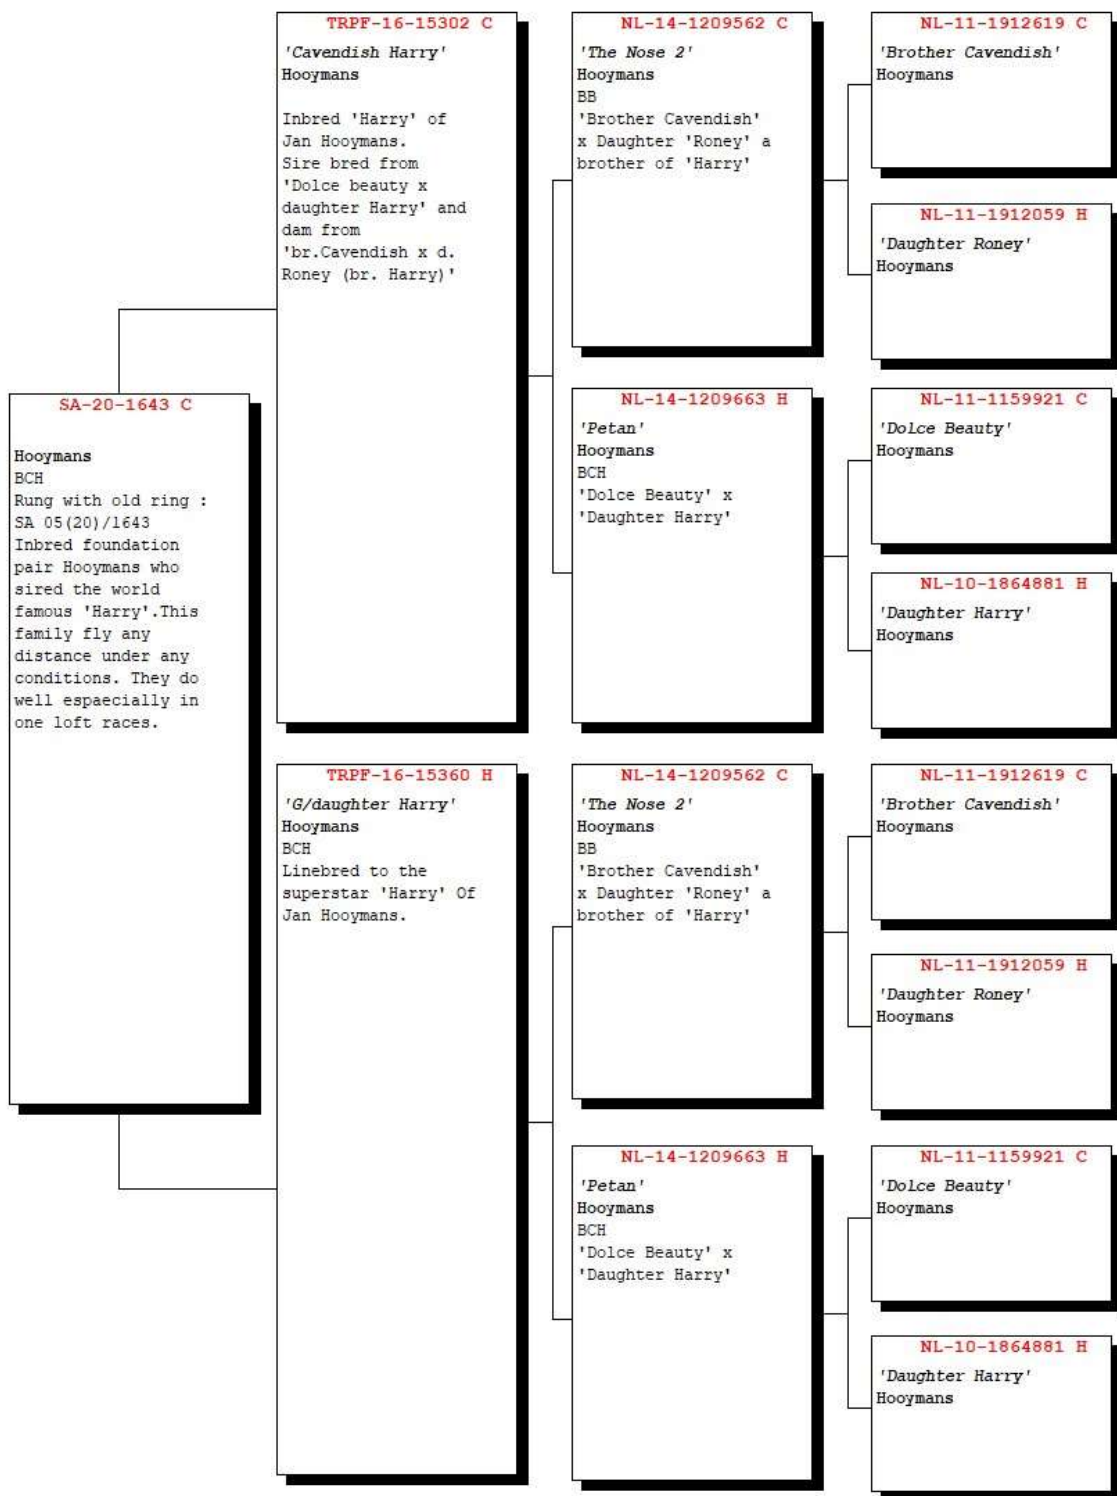 TRPF-16-15302 C
'Cavendish Harry'
Hooymans
Inbred 'Harry' of
Jan Hooymans.
Sire bred from
'Dolce beauty x
daughter Harry' and
dam from
'br.Cavendish x d.
Roney (br. Harry)'
NL-14-1209562 C
'The Nose 2'
Hooymans
BB
'Brother Cavendish'
x Daughter 'Roney' a
brother of 'Harry'
NL-11-1912619 C
'Brother Cavendish'
Hooymans
NL-11-1912059 H
'Daughter Roney'
Hooymans
SA-20-1643 C
Hooymans
BCH
Rung with old ring :
SA 05(20)/1643
Inbred foundation
pair Hooymans who
sired the world
famous 'Harry'.This
family fly any
distance under any
conditions. They do
well espaecially in
one loft races.
NL-14-1209663 H
'Petan'
Hooymans
BCH
'Dolce Beauty' x
'Daughter Harry'
NL-11-1159921 C
'Dolce Beauty'
Hooymans
NL-10-1864881 H
'Daughter Harry'
Hooymans
TRPF-16-15360 H
'G/daughter Harry'
Hooymans
BCH
Linebred to the
superstar 'Harry' Of
Jan Hooymans.
NL-14-1209562 C
'The Nose 2'
Hooymans
BB
'Brother Cavendish'
x Daughter 'Roney' a
brother of 'Harry'
NL-11-1912619 C
'Brother Cavendish'
Hooymans
NL-11-1912059 H
'Daughter Roney'
Hooymans
NL-14-1209663 H
'Petan'
Hooymans
BCH
'Dolce Beauty' x
'Daughter Harry'
NL-11-1159921 C
'Dolce Beauty'
Hooymans
NL-10-1864881 H
'Daughter Harry'
Hooymans